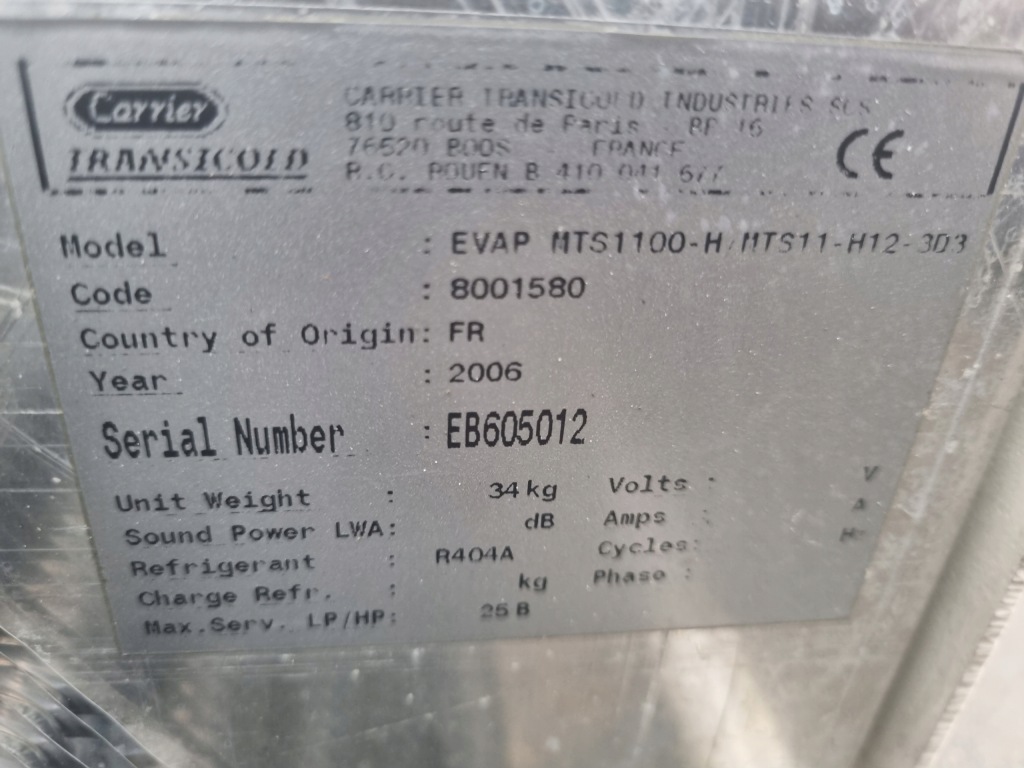 Carrier
TRANSICOLD
CARRIER TRANSICOLD INDUSTRIES SCS
810 route de Paris - BP 16
76520 BOOS - FRANCE
R.C. ROUEN B 410 041 677
CE
Model : EVAP MTS1100-H/MTS11-H12-3D3
Code : 8001580
Country of Origin: FR
Year : 2006
Serial Number : EB605012
Unit Weight : 34 kg Volts : V
Sound Power LWA: dB Amps : A
Refrigerant : R404A Cycles: Hz
Charge Refr. : kg Phase :
Max.Serv. LP/HP: 25 B